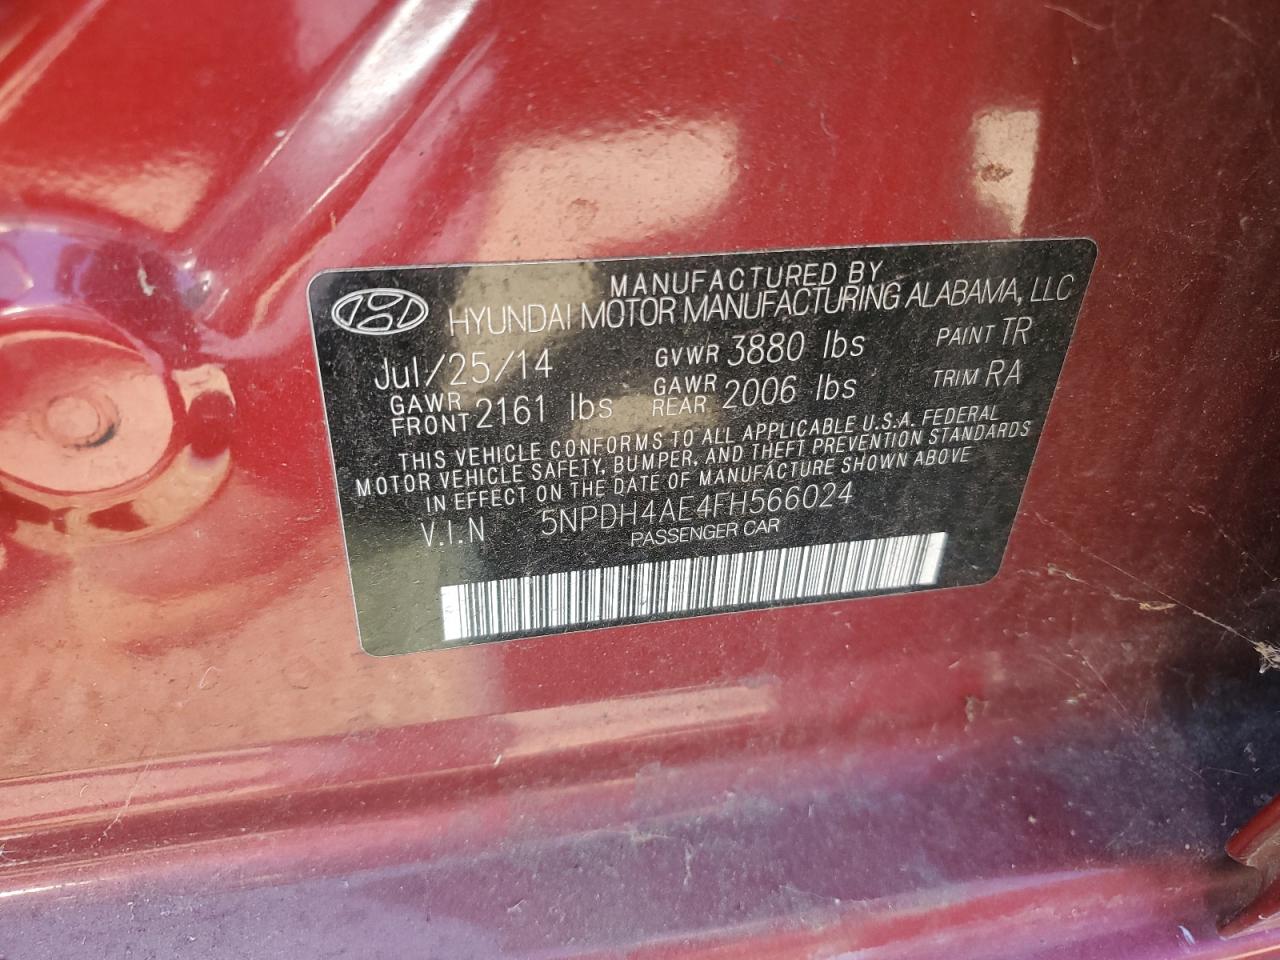 MANUFACTURED BY
HYUNDAI MOTOR MANUFACTURING ALABAMA, LLC
Jul/25/14 GVWR 3880 lbs PAINT TR
GAWR FRONT 2161 lbs GAWR REAR 2006 lbs TRIM RA
THIS VEHICLE CONFORMS TO ALL APPLICABLE U.S.A. FEDERAL
MOTOR VEHICLE SAFETY, BUMPER, AND THEFT PREVENTION STANDARDS
IN EFFECT ON THE DATE OF MANUFACTURE SHOWN ABOVE
V.I.N 5NPDH4AE4FH566024
PASSENGER CAR